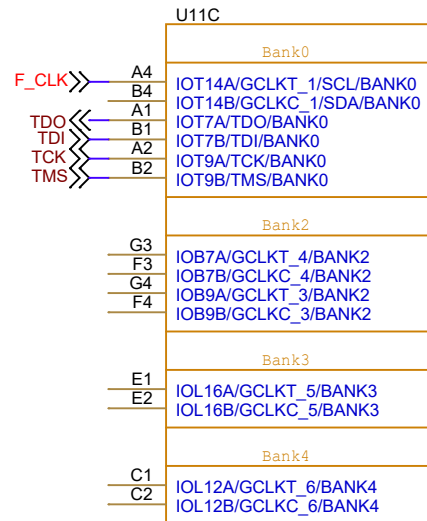 U11C
Bank0
F_CLK A4 IOT14A/GCLKT_1/SCL/BANK0
B4 IOT14B/GCLKC_1/SDA/BANK0
TDO A1 IOT7A/TDO/BANK0
TDI B1 IOT7B/TDI/BANK0
TCK A2 IOT9A/TCK/BANK0
TMS B2 IOT9B/TMS/BANK0
Bank2
G3 IOB7A/GCLKT_4/BANK2
F3 IOB7B/GCLKC_4/BANK2
G4 IOB9A/GCLKT_3/BANK2
F4 IOB9B/GCLKC_3/BANK2
Bank3
E1 IOL16A/GCLKT_5/BANK3
E2 IOL16B/GCLKC_5/BANK3
Bank4
C1 IOL12A/GCLKT_6/BANK4
C2 IOL12B/GCLKC_6/BANK4